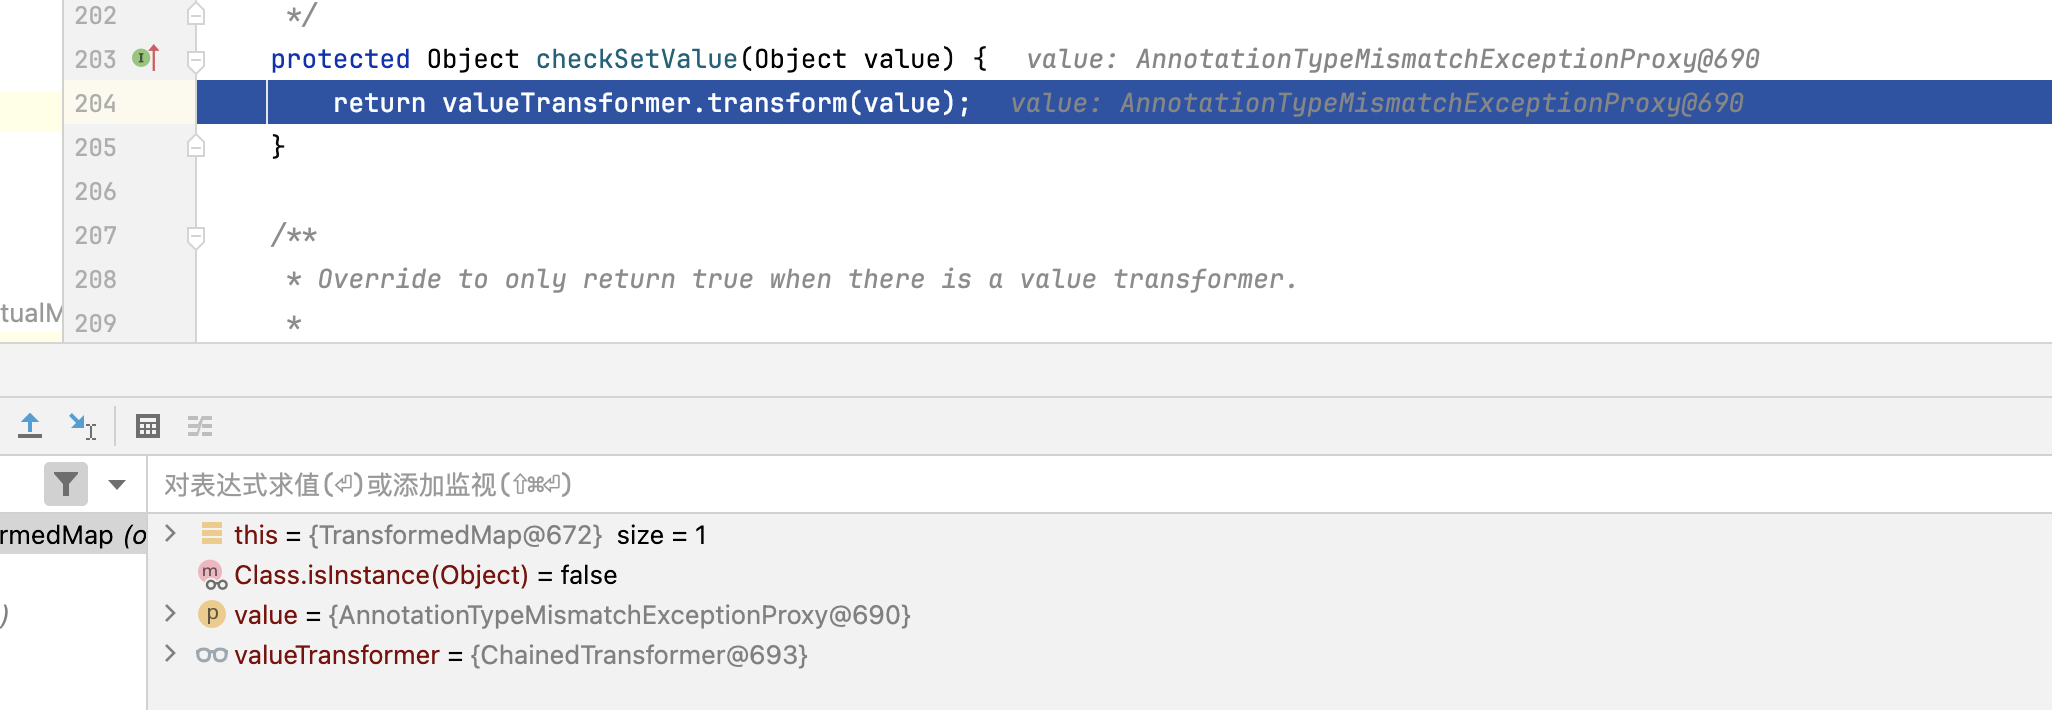 202 */
203 protected Object checkSetValue(Object value) { value: AnnotationTypeMismatchExceptionProxy@690
204 return valueTransformer.transform(value); value: AnnotationTypeMismatchExceptionProxy@690
205 }
206
207 /**
208 * Override to only return true when there is a value transformer.
tualM
209 *
对表达式求值(⏎)或添加监视(⇧⌘⏎)
rmedMap (o
this = {TransformedMap@672} size = 1
Class.isInstance(Object) = false
)
value = {AnnotationTypeMismatchExceptionProxy@690}
valueTransformer = {ChainedTransformer@693}